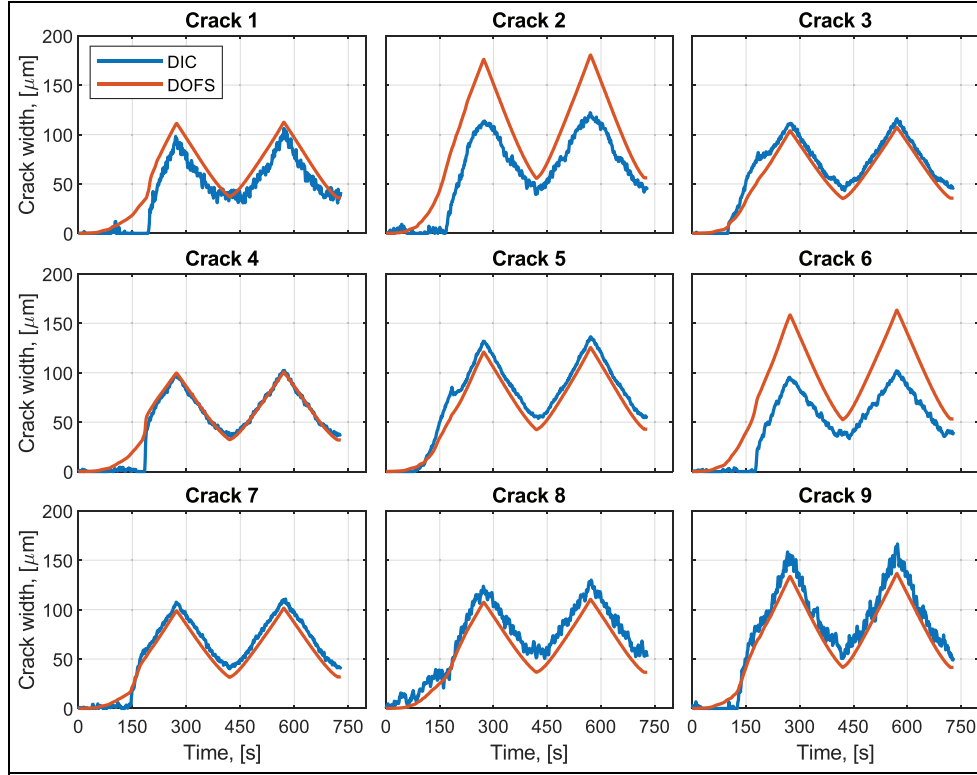 Crack 1 Crack 2 Crack 3
200
150
100
50
0
Crack width, [μm]
DIC
DOFS
Crack 4 Crack 5 Crack 6
200
150
100
50
0
Crack width, [μm]
Crack 7 Crack 8 Crack 9
200
150
100
50
0
Crack width, [μm]
0 150 300 450 600 750 0 150 300 450 600 750 0 150 300 450 600 750
Time, [s] Time, [s] Time, [s]